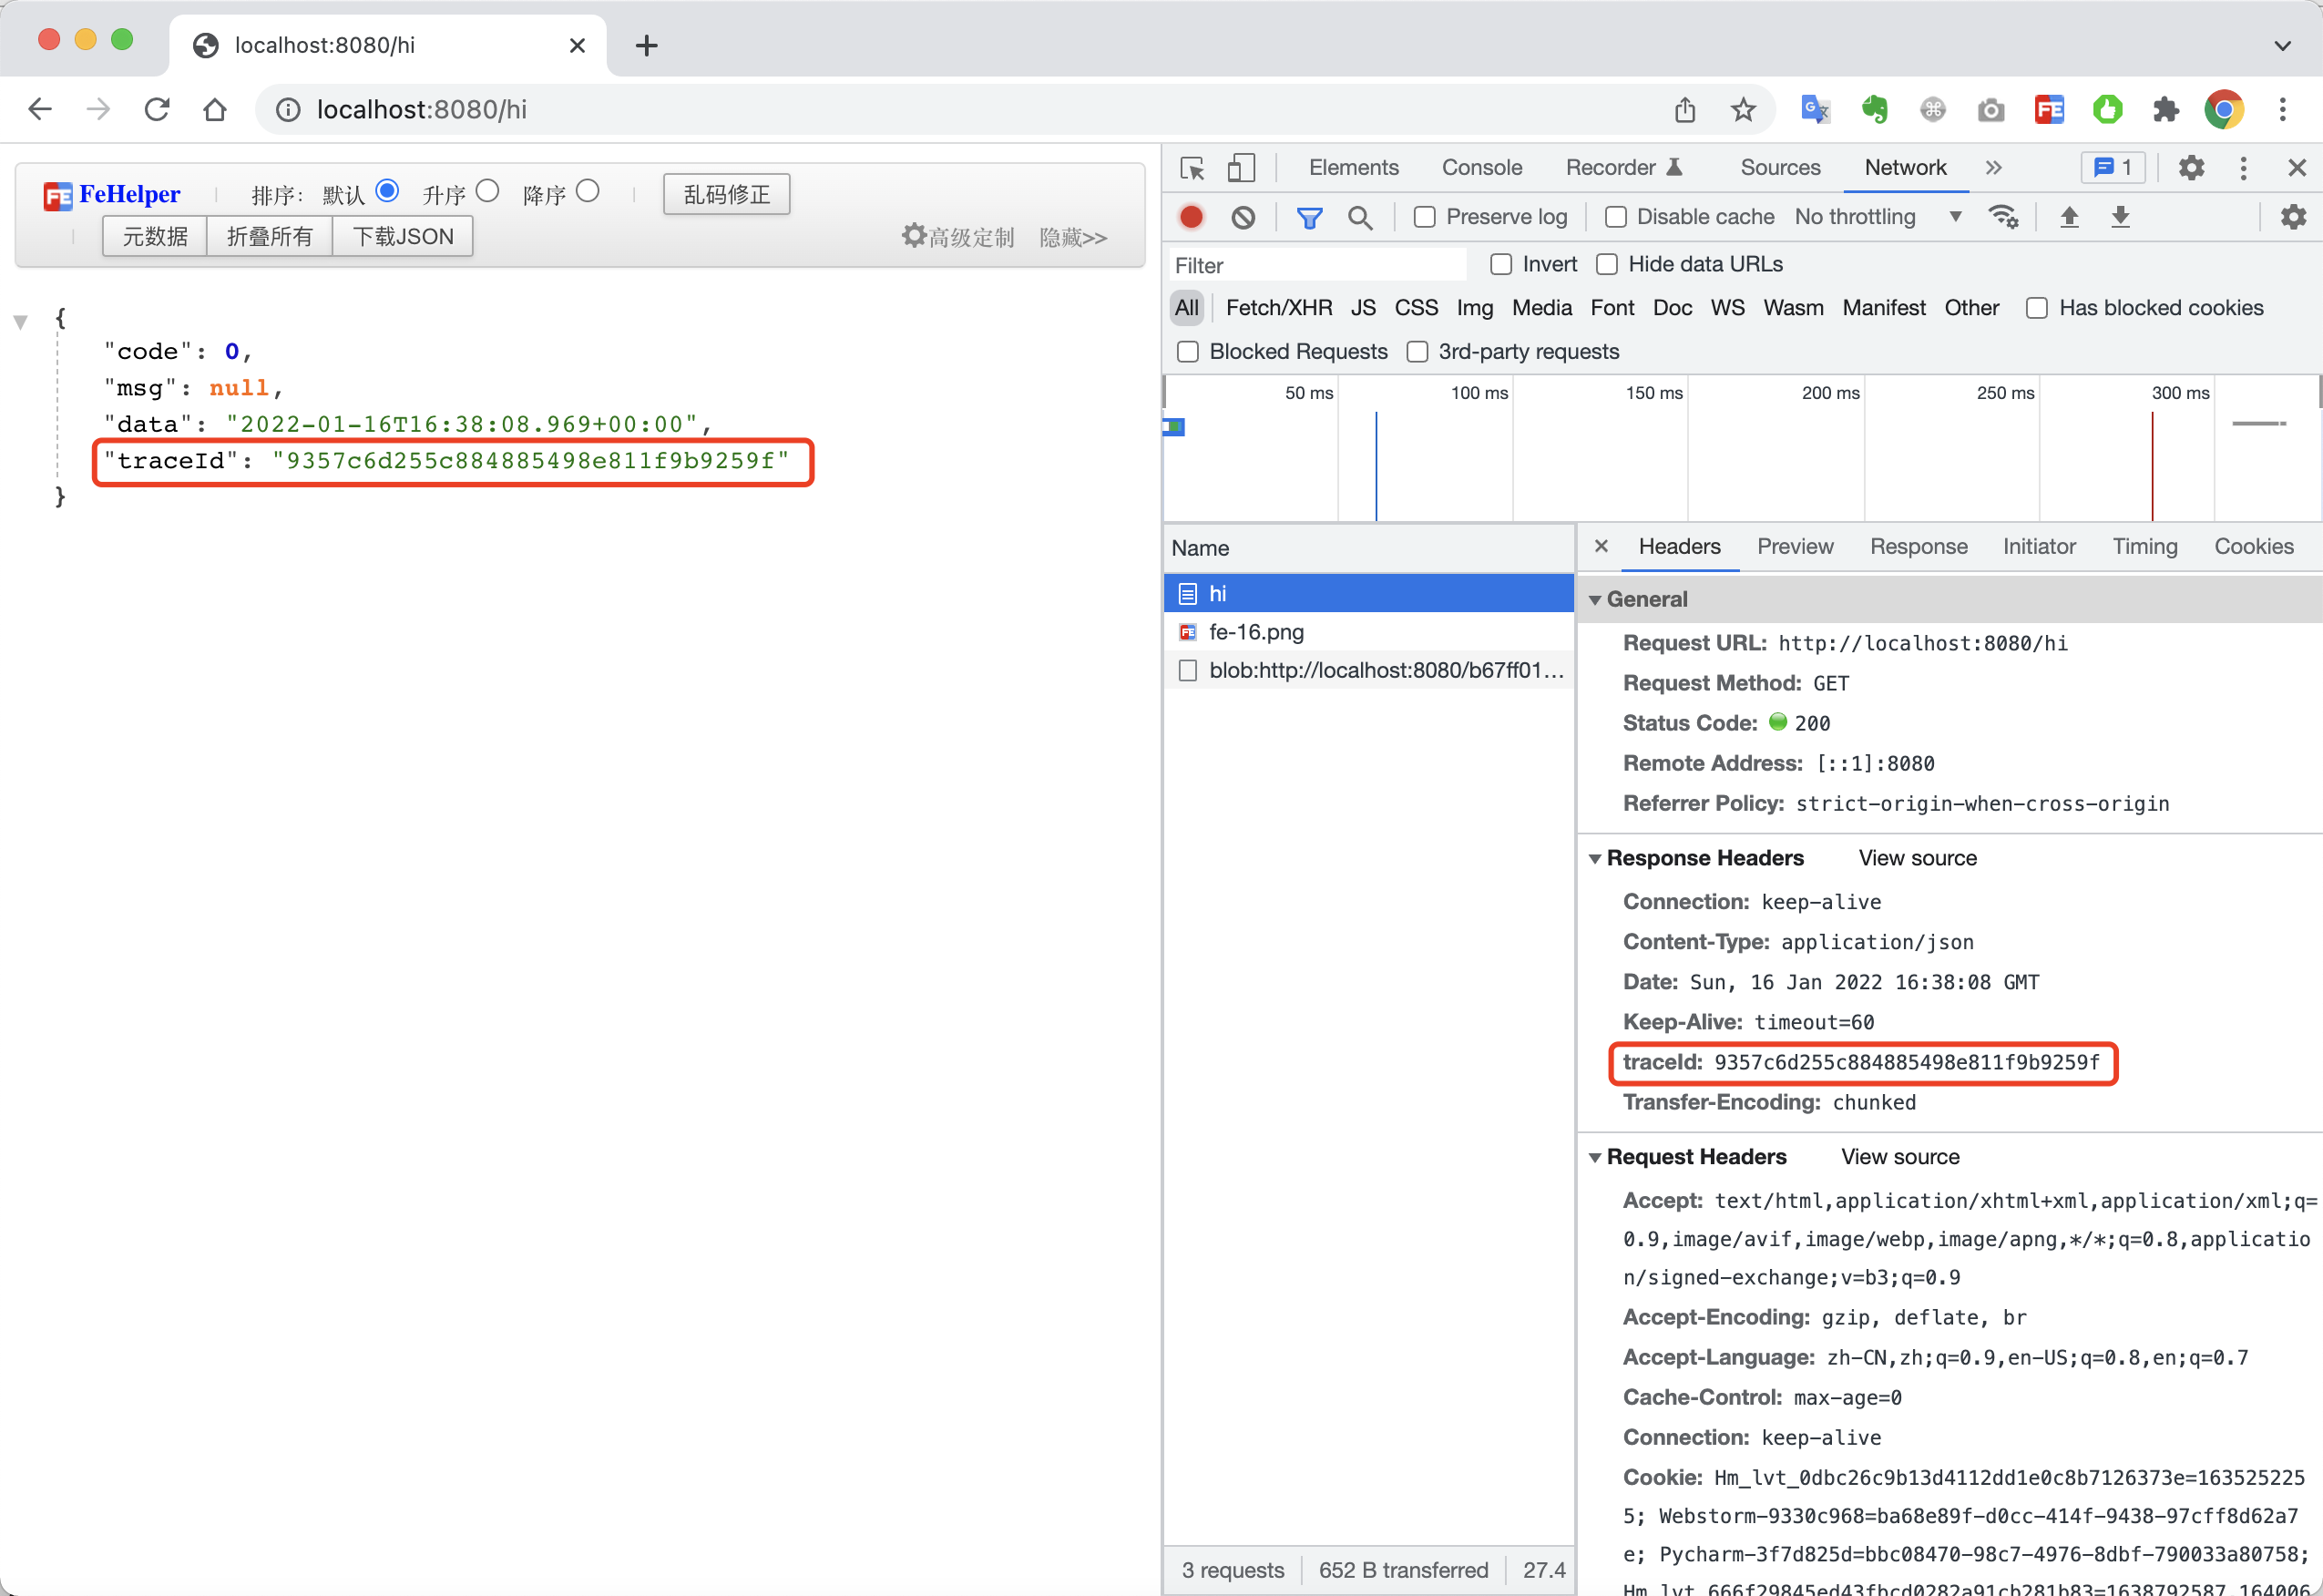 localhost:8080/hi
localhost:8080/hi
FeHelper 排序: 默认 升序 降序 乱码修正
元数据 折叠所有 下载JSON 高级定制 隐藏>>
{
"code": 0,
"msg": null,
"data": "2022-01-16T16:38:08.969+00:00",
"traceId": "9357c6d255c884885498e811f9b9259f"
}
Elements Console Recorder Sources Network 1
Preserve log Disable cache No throttling
Filter Invert Hide data URLs
All Fetch/XHR JS CSS Img Media Font Doc WS Wasm Manifest Other Has blocked cookies
Blocked Requests 3rd-party requests
50 ms 100 ms 150 ms 200 ms 250 ms 300 ms
Name
hi
fe-16.png
blob:http://localhost:8080/b67ff01…
3 requests 652 B transferred 27.4
Headers Preview Response Initiator Timing Cookies
General
Request URL: http://localhost:8080/hi
Request Method: GET
Status Code: 200
Remote Address: [::1]:8080
Referrer Policy: strict-origin-when-cross-origin
Response Headers View source
Connection: keep-alive
Content-Type: application/json
Date: Sun, 16 Jan 2022 16:38:08 GMT
Keep-Alive: timeout=60
traceId: 9357c6d255c884885498e811f9b9259f
Transfer-Encoding: chunked
Request Headers View source
Accept: text/html,application/xhtml+xml,application/xml;q=
0.9,image/avif,image/webp,image/apng,*/*;q=0.8,applicatio
n/signed-exchange;v=b3;q=0.9
Accept-Encoding: gzip, deflate, br
Accept-Language: zh-CN,zh;q=0.9,en-US;q=0.8,en;q=0.7
Cache-Control: max-age=0
Connection: keep-alive
Cookie: Hm_lvt_0dbc26c9b13d4112dd1e0c8b7126373e=163525225
5; Webstorm-9330c968=ba68e89f-d0cc-414f-9438-97cff8d62a7
e; Pycharm-3f7d825d=bbc08470-98c7-4976-8dbf-790033a80758;
Hm_lvt_666f29845ed43fbcd0282a91cb281b83=1638792587,164006